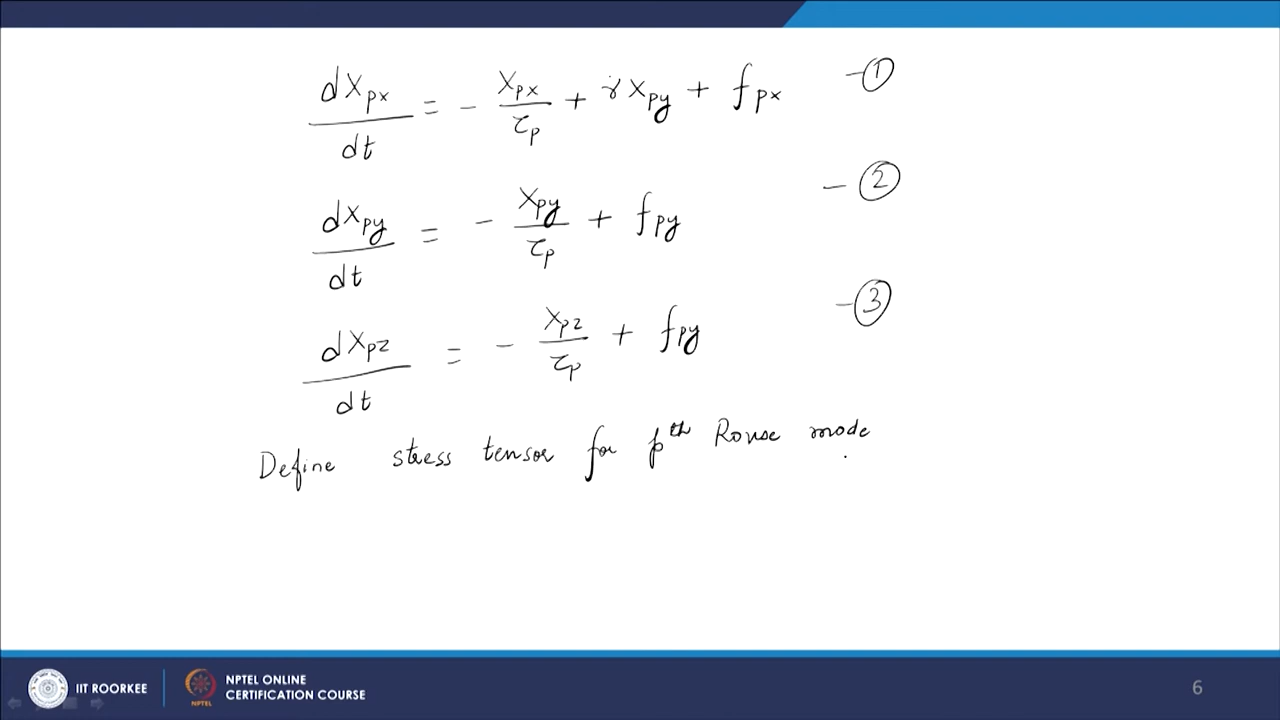 dX_px/dt = - X_px/τ_p + γ̇ X_py + f_px - ①
dX_py/dt = - X_py/τ_p + f_py - ②
dX_pz/dt = - X_pz/τ_p + f_py - ③
Define stress tensor for p^th Rouse mode
IIT ROORKEE
NPTEL ONLINE
CERTIFICATION COURSE
NPTEL
6